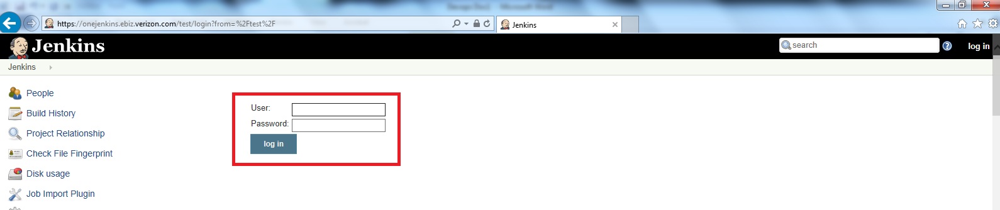 https://onejenkins.ebiz.verizon.com/test/login?from=%2Ftest%2F
Jenkins
Jenkins
search
log in
Jenkins
People
Build History
Project Relationship
Check File Fingerprint
Disk usage
Job Import Plugin
User:
Password:
log in